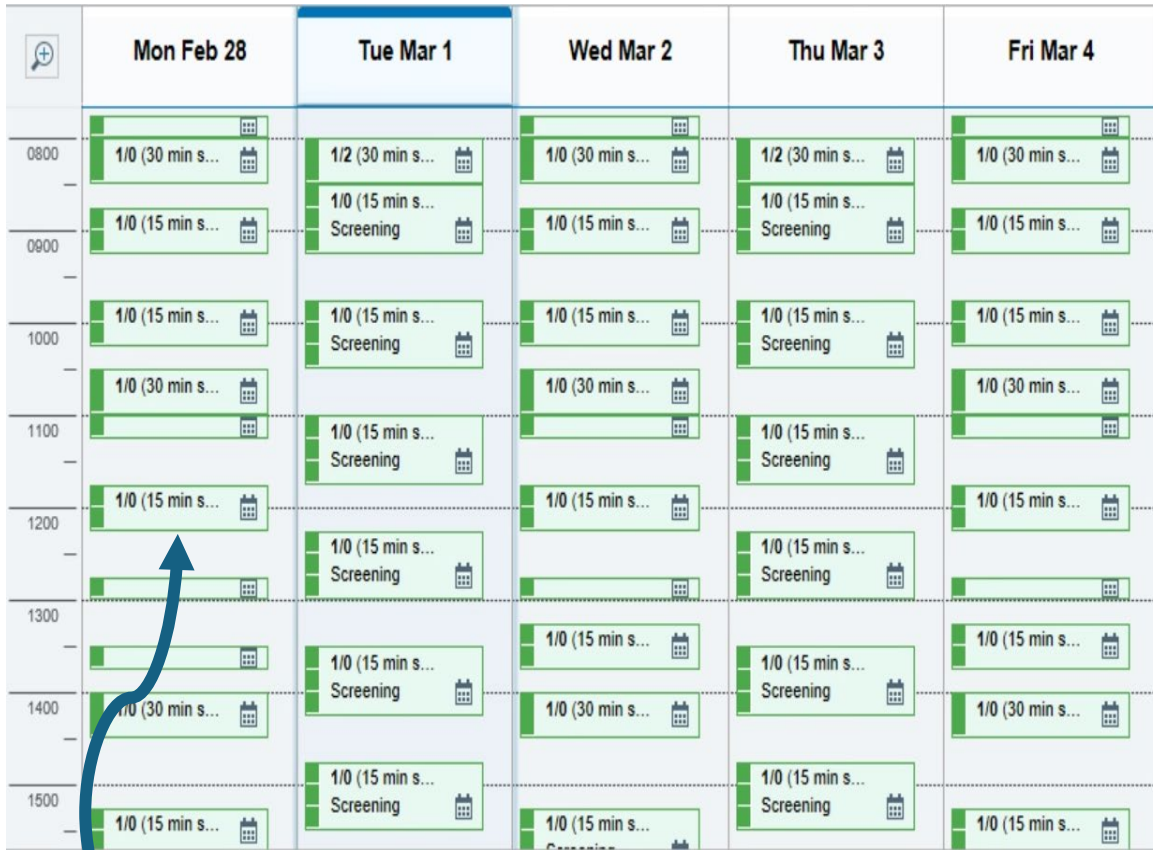 Mon Feb 28 Tue Mar 1 Wed Mar 2 Thu Mar 3 Fri Mar 4
0800
1/0 (30 min s...
1/2 (30 min s...
1/0 (30 min s...
1/2 (30 min s...
1/0 (30 min s...
1/0 (15 min s...
1/0 (15 min s...
Screening
1/0 (15 min s...
1/0 (15 min s...
Screening
1/0 (15 min s...
0900
1/0 (15 min s...
1/0 (15 min s...
Screening
1/0 (15 min s...
1/0 (15 min s...
Screening
1/0 (15 min s...
1000
1/0 (30 min s...
1/0 (30 min s...
1/0 (30 min s...
1100
1/0 (15 min s...
Screening
1/0 (15 min s...
Screening
1/0 (15 min s...
1/0 (15 min s...
1/0 (15 min s...
1200
1/0 (15 min s...
Screening
1/0 (15 min s...
Screening
1300
1/0 (15 min s...
Screening
1/0 (15 min s...
1/0 (15 min s...
Screening
1/0 (15 min s...
1400
1/0 (30 min s...
1/0 (30 min s...
1/0 (30 min s...
1/0 (15 min s...
Screening
1/0 (15 min s...
Screening
1500
1/0 (15 min s...
1/0 (15 min s...
Screening
1/0 (15 min s...